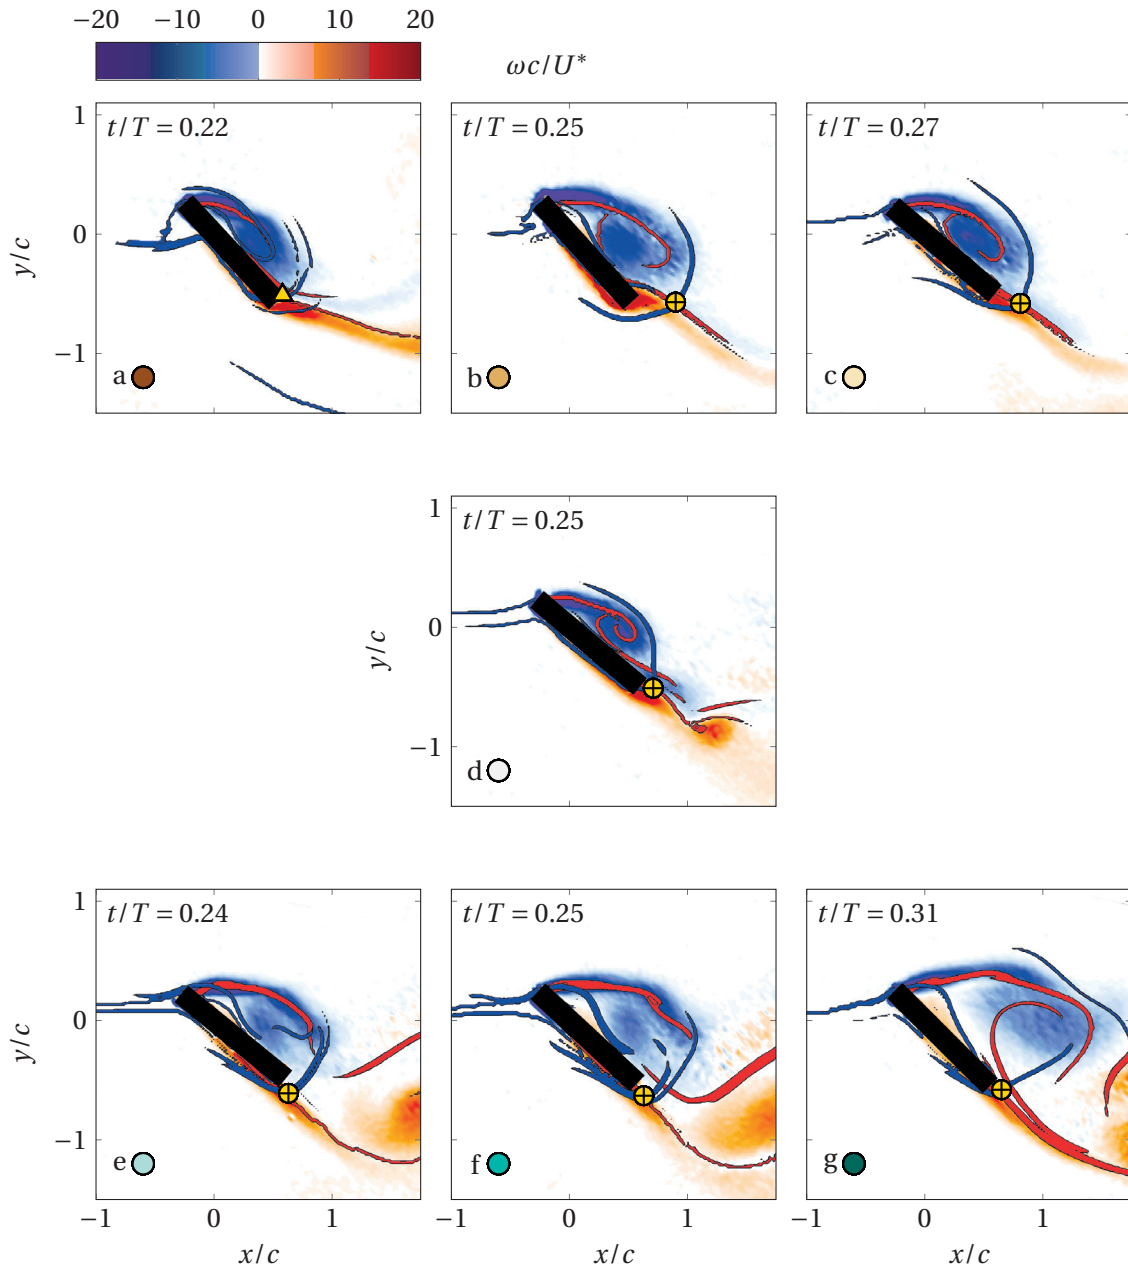 −20 −10 0 10 20
ωc/U*
t/T = 0.22 t/T = 0.25 t/T = 0.27
1
0
−1
y/c
a b c
t/T = 0.25
1
0
−1
y/c
d
t/T = 0.24 t/T = 0.25 t/T = 0.31
1
0
−1
y/c
e f g
−1 0 1 −1 0 1 −1 0 1
x/c x/c x/c